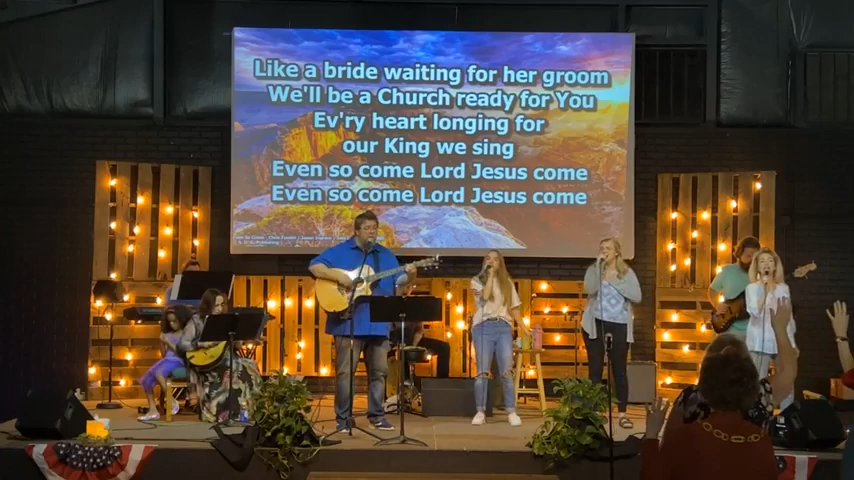 Like a bride waiting for her groom
We'll be a Church ready for You
Ev'ry heart longing for
our King we sing
Even so come Lord Jesus come
Even so come Lord Jesus come